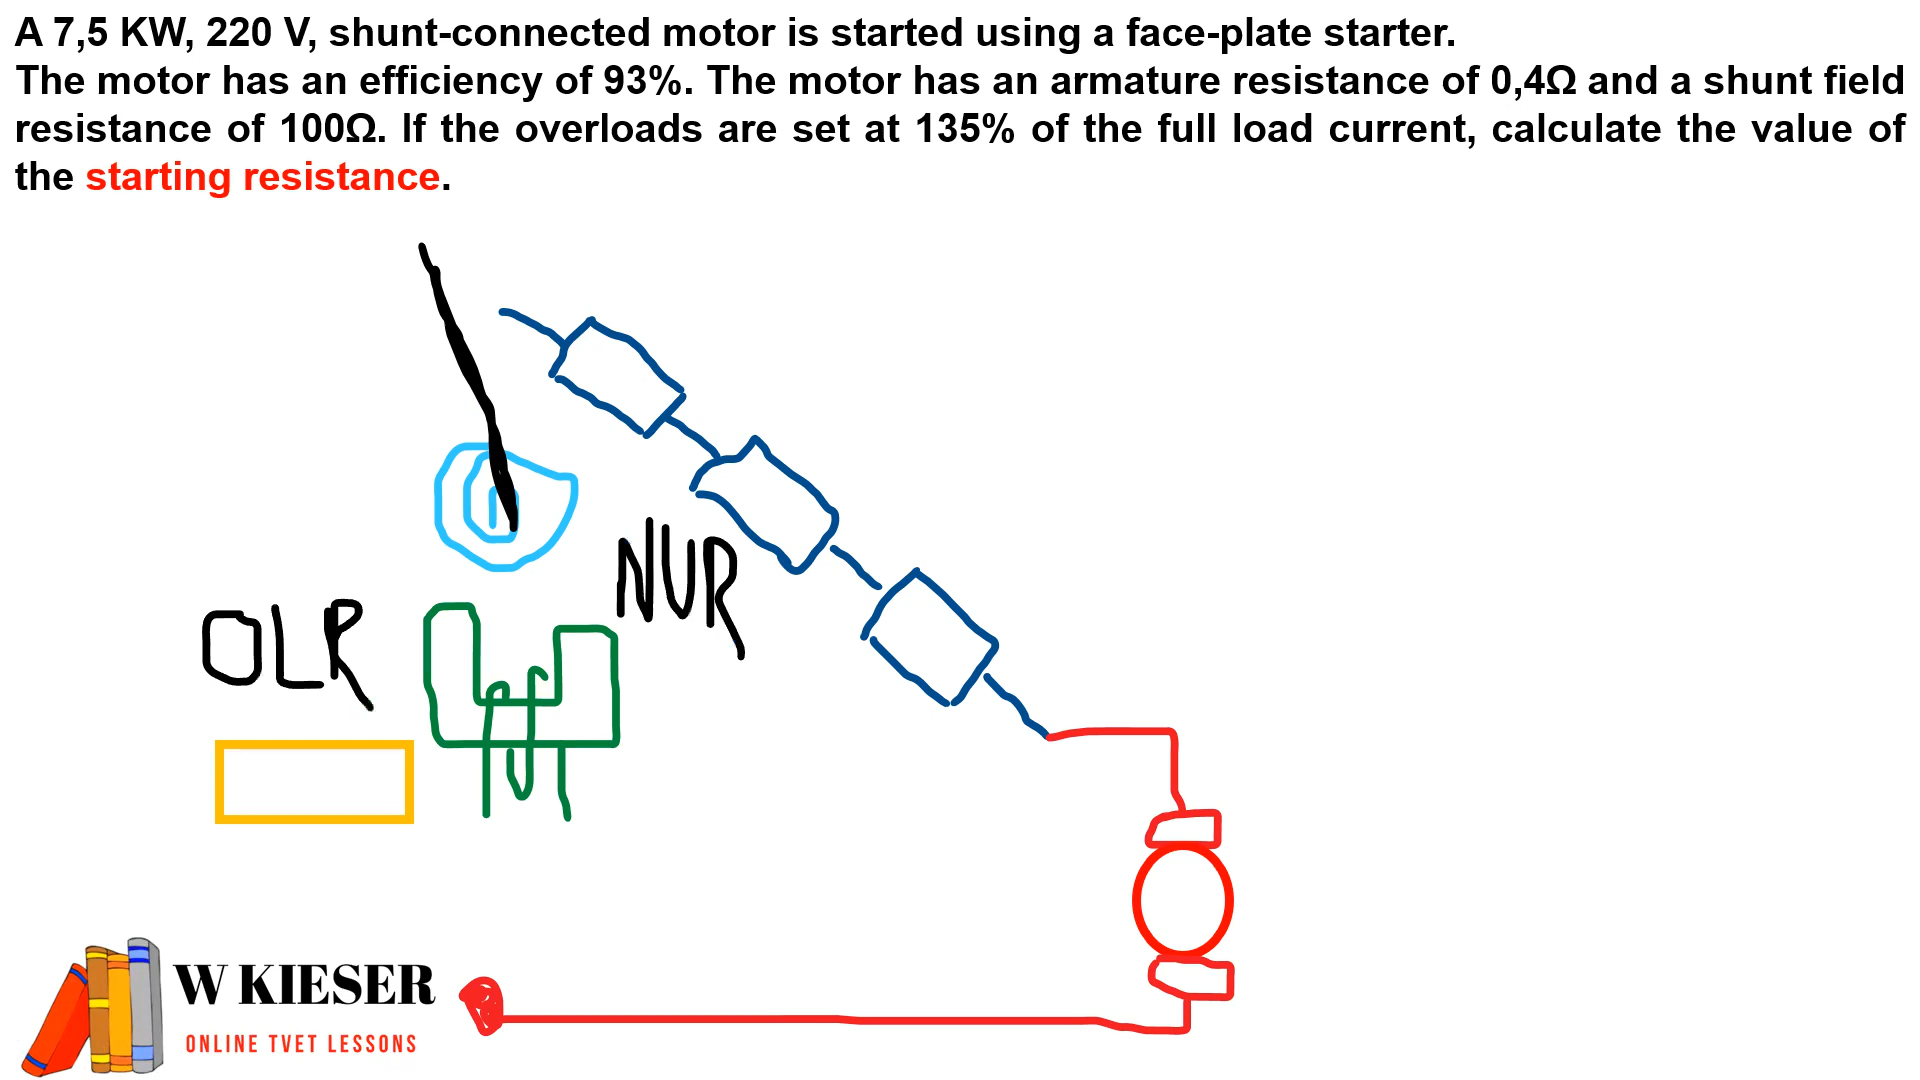 A 7,5 KW, 220 V, shunt-connected motor is started using a face-plate starter.
The motor has an efficiency of 93%. The motor has an armature resistance of 0,4Ω and a shunt field
resistance of 100Ω. If the overloads are set at 135% of the full load current, calculate the value of
the starting resistance.
NUR
OLR
W KIESER
ONLINE TVET LESSONS